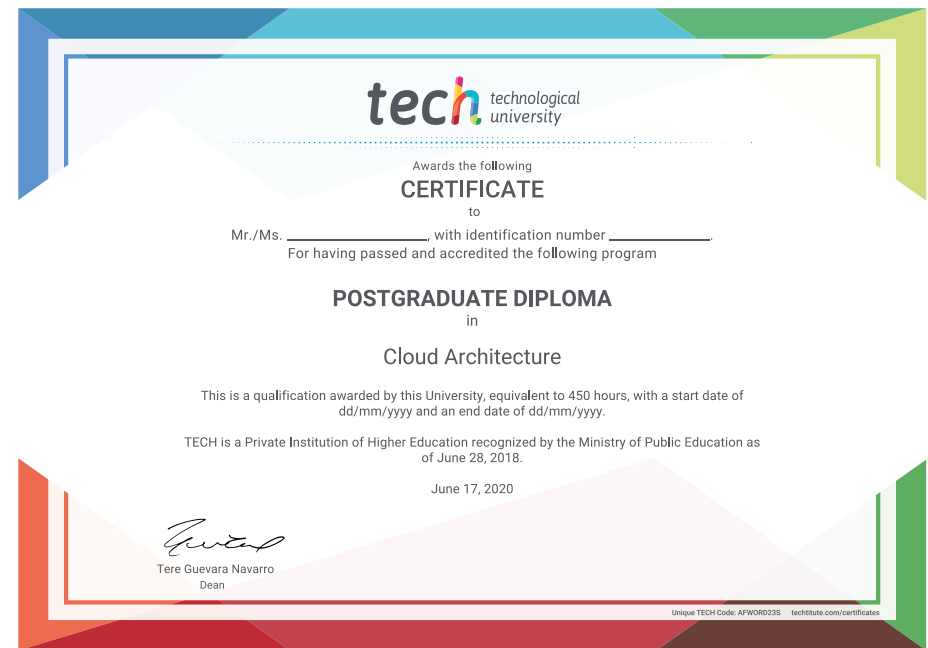 tech technological
university
Awards the following
CERTIFICATE
to
Mr./Ms. ____________, with identification number ____________.
For having passed and accredited the following program
POSTGRADUATE DIPLOMA
in
Cloud Architecture
This is a qualification awarded by this University, equivalent to 450 hours, with a start date of
dd/mm/yyyy and an end date of dd/mm/yyyy.
TECH is a Private Institution of Higher Education recognized by the Ministry of Public Education as
of June 28, 2018.
June 17, 2020
Tere Guevara Navarro
Dean
Unique TECH Code: AFWORD23S techtitute.com/certificates